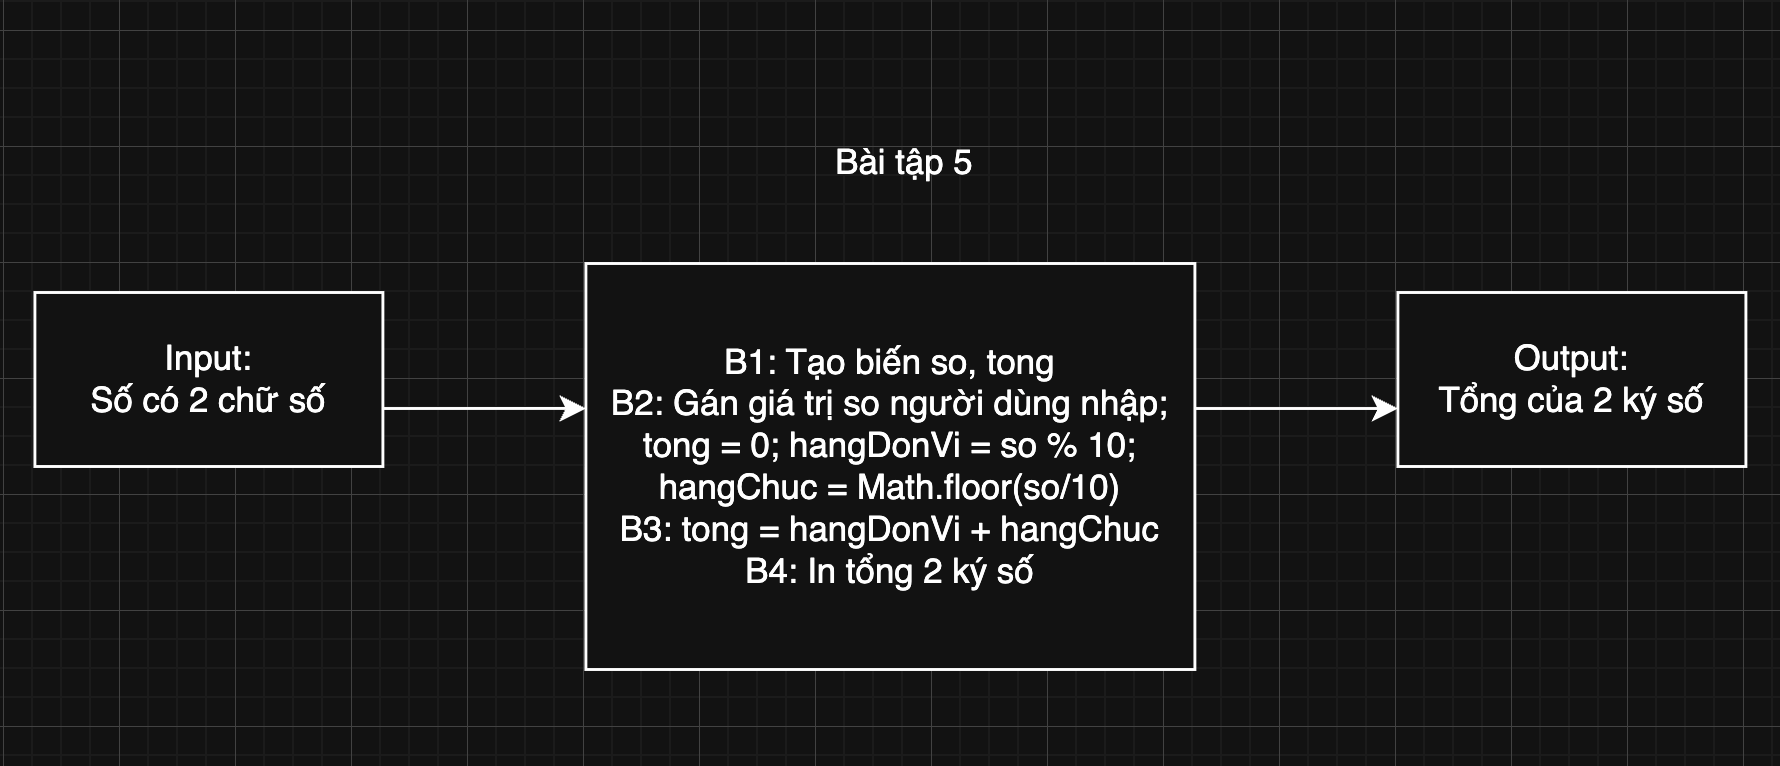 Bài tập 5
Input:
Số có 2 chữ số
B1: Tạo biến so, tong
B2: Gán giá trị so người dùng nhập;
tong = 0; hangDonVi = so % 10;
hangChuc = Math.floor(so/10)
B3: tong = hangDonVi + hangChuc
B4: In tổng 2 ký số
Output:
Tổng của 2 ký số